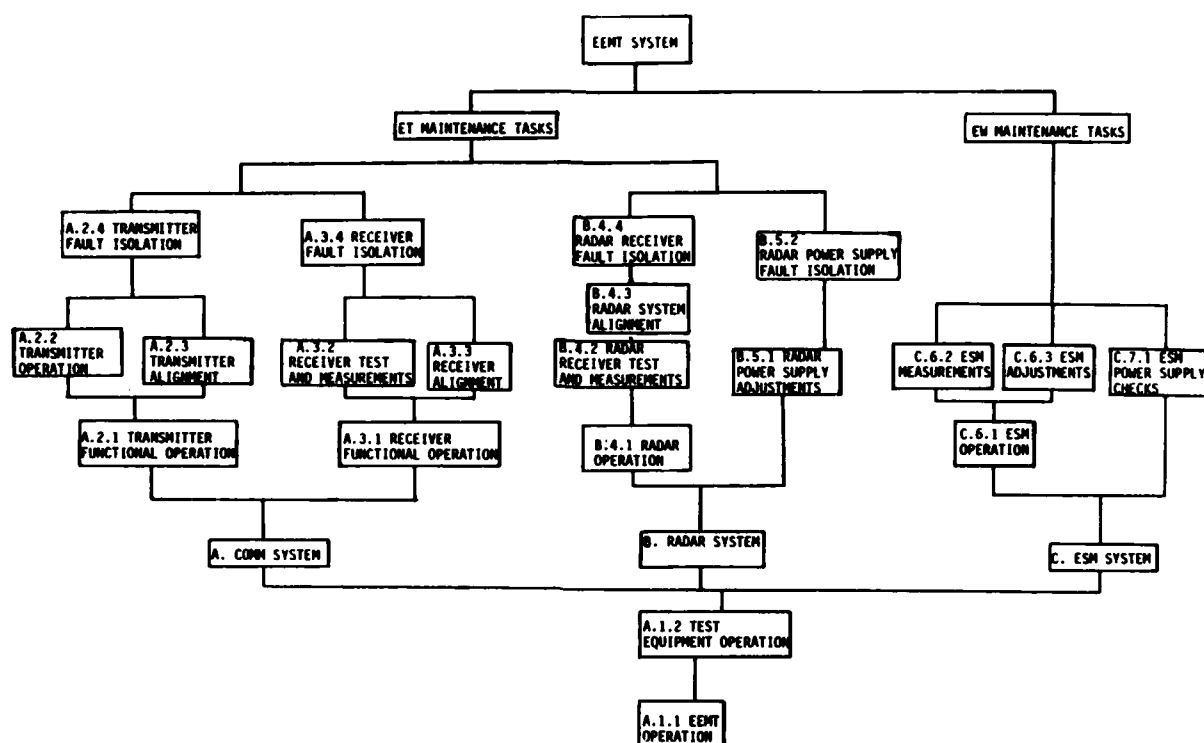 EEMT SYSTEM
ET MAINTENANCE TASKS
EW MAINTENANCE TASKS
A.2.4 TRANSMITTER
FAULT ISOLATION
A.3.4 RECEIVER
FAULT ISOLATION
B.4.4
RADAR RECEIVER
FAULT ISOLATION
B.5.2
RADAR POWER SUPPLY
FAULT ISOLATION
B.4.3
RADAR SYSTEM
ALIGNMENT
A.2.2
TRANSMITTER
OPERATION
A.2.3
TRANSMITTER
ALIGNMENT
A.3.2
RECEIVER TEST
AND MEASUREMENTS
A.3.3
RECEIVER
ALIGNMENT
B.4.2 RADAR
RECEIVER TEST
AND MEASUREMENTS
B.5.1 RADAR
POWER SUPPLY
ADJUSTMENTS
C.6.2 ESM
MEASUREMENTS
C.6.3 ESM
ADJUSTMENTS
C.7.1 ESM
POWER SUPPLY
CHECKS
A.2.1 TRANSMITTER
FUNCTIONAL OPERATION
A.3.1 RECEIVER
FUNCTIONAL OPERATION
B.4.1 RADAR
OPERATION
C.6.1 ESM
OPERATION
A. COMM SYSTEM
B. RADAR SYSTEM
C. ESM SYSTEM
A.1.2 TEST
EQUIPMENT OPERATION
A.1.1 EEMT
OPERATION